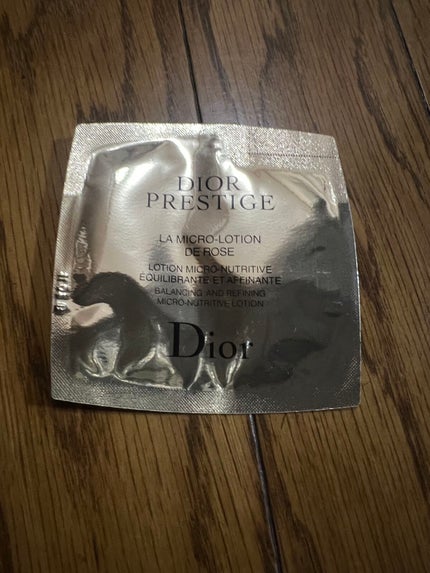 DIOR
PRESTIGE
LA MICRO-LOTION
DE ROSE
LOTION MICRO-NUTRITIVE
ÉQUILIBRANTE ET AFFINANTE
BALANCING AND REFINING
MICRO-NUTRITIVE LOTION
Dior